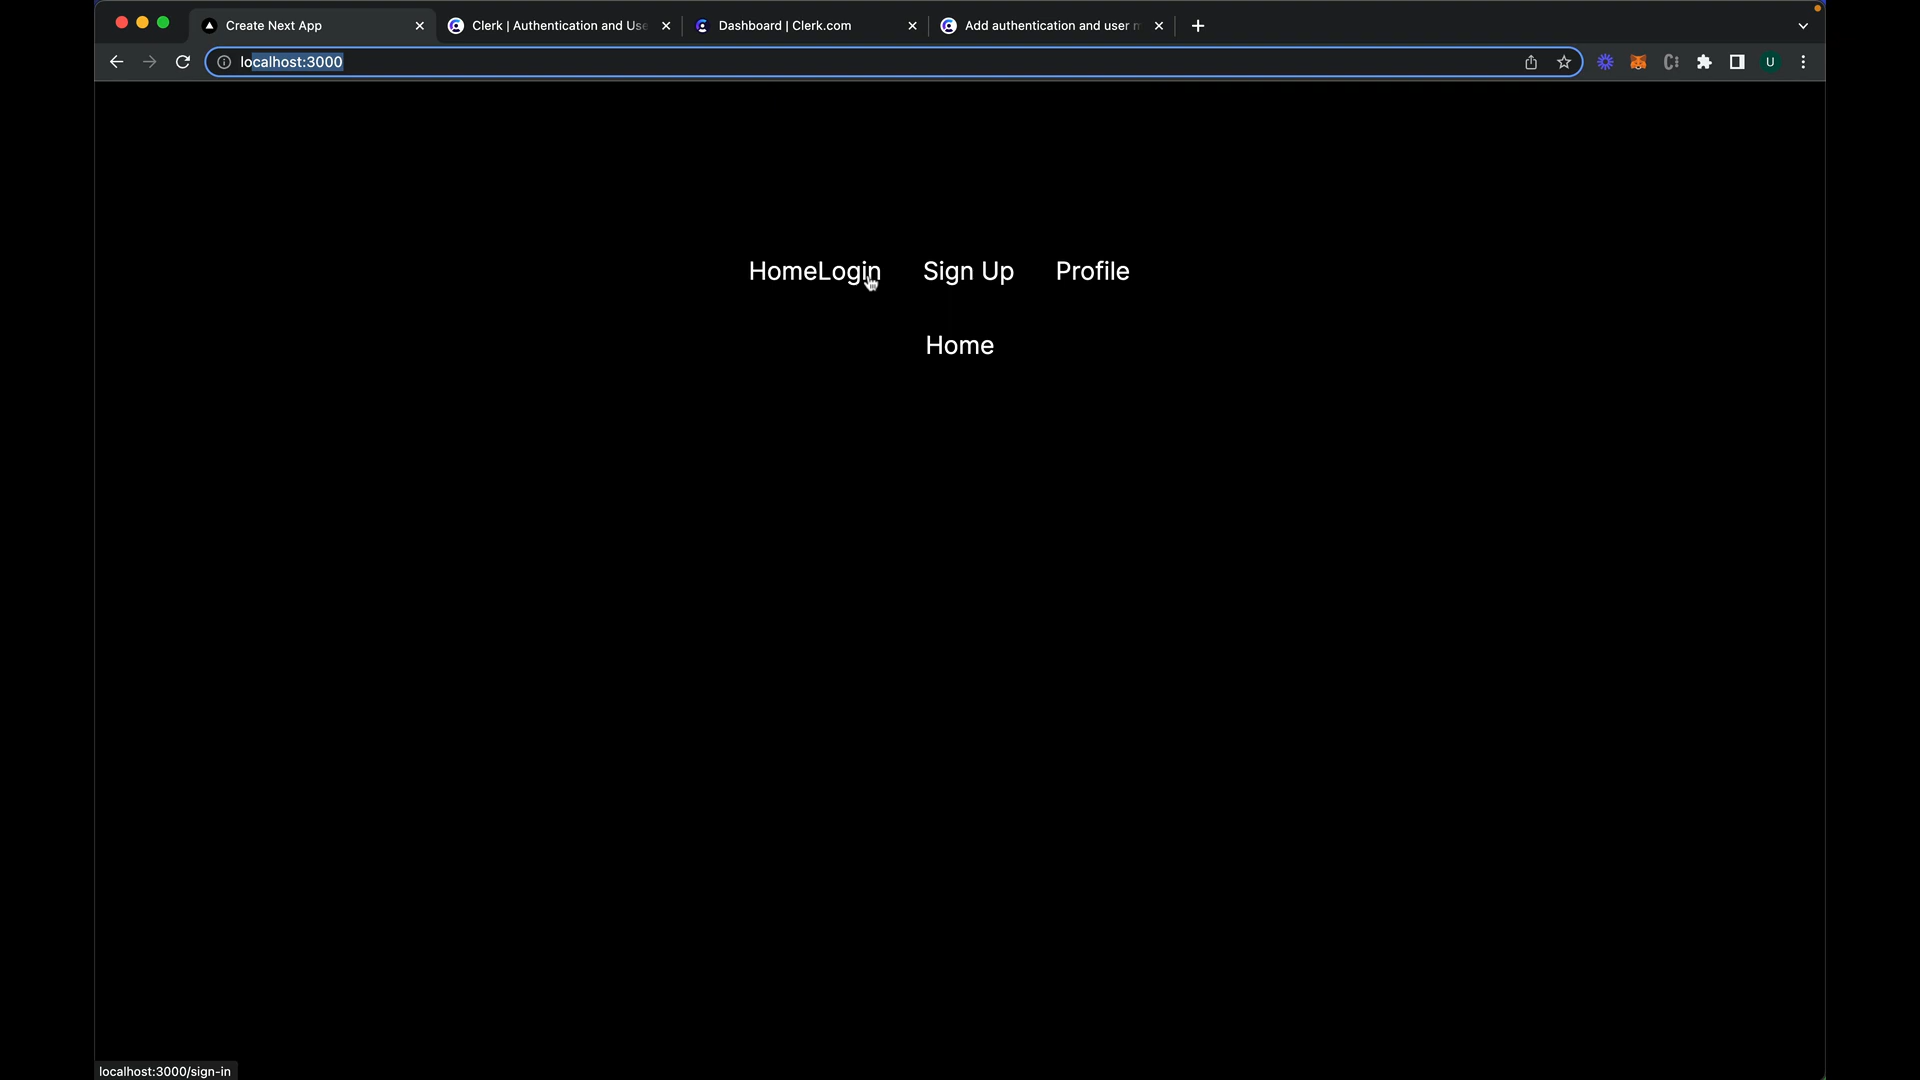 Create Next App
Clerk | Authentication and Use
Dashboard | Clerk.com
Add authentication and user m
localhost:3000
U
HomeLogin Sign Up Profile
Home
localhost:3000/sign-in